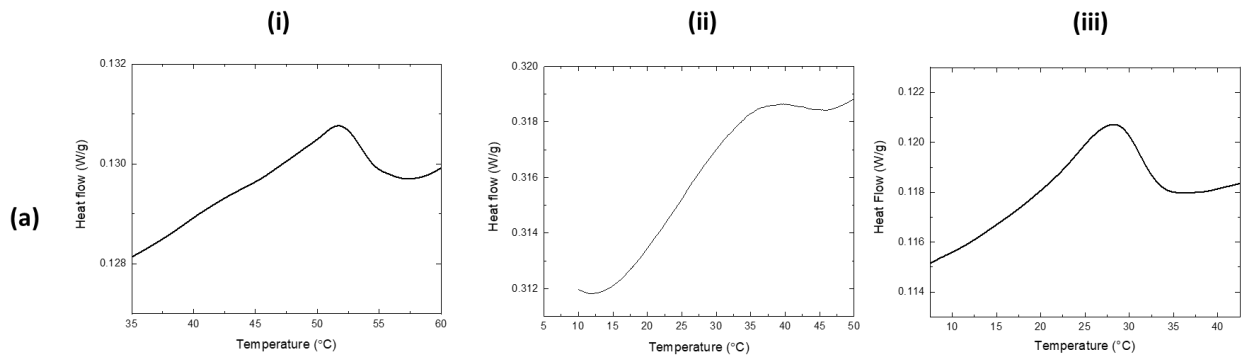 (i) (ii) (iii)
(a)
0.132
0.130
0.128
Heat flow (W/g)
35 40 45 50 55 60
Temperature (°C)
0.320
0.318
0.316
0.314
0.312
Heat flow (W/g)
5 10 15 20 25 30 35 40 45 50
Temperature (°C)
0.122
0.120
0.118
0.116
0.114
Heat Flow (W/g)
10 15 20 25 30 35 40
Temperature (°C)